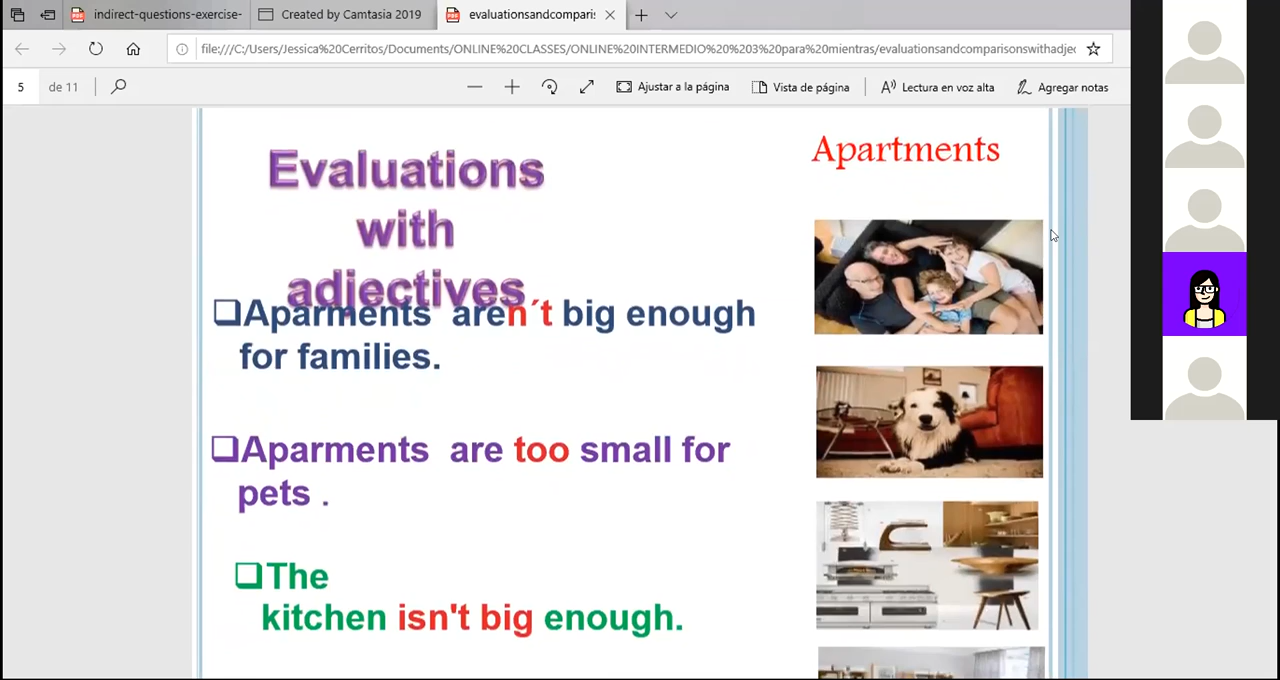 indirect-questions-exercise-
Created by Camtasia 2019
evaluationsandcomparis
file:///C:/Users/Jessica%20Cerritos/Documents/ONLINE%20CLASSES/ONLINE%20INTERMEDIO%20%203%20para%20mientras/evaluationsandcomparisonswithadjec
5 de 11
Ajustar a la página
Vista de página
Lectura en voz alta
Agregar notas
Evaluations
with
adjectives
Apartments
Aparments aren´t big enough
for families.
Aparments are too small for
pets .
The
kitchen isn't big enough.